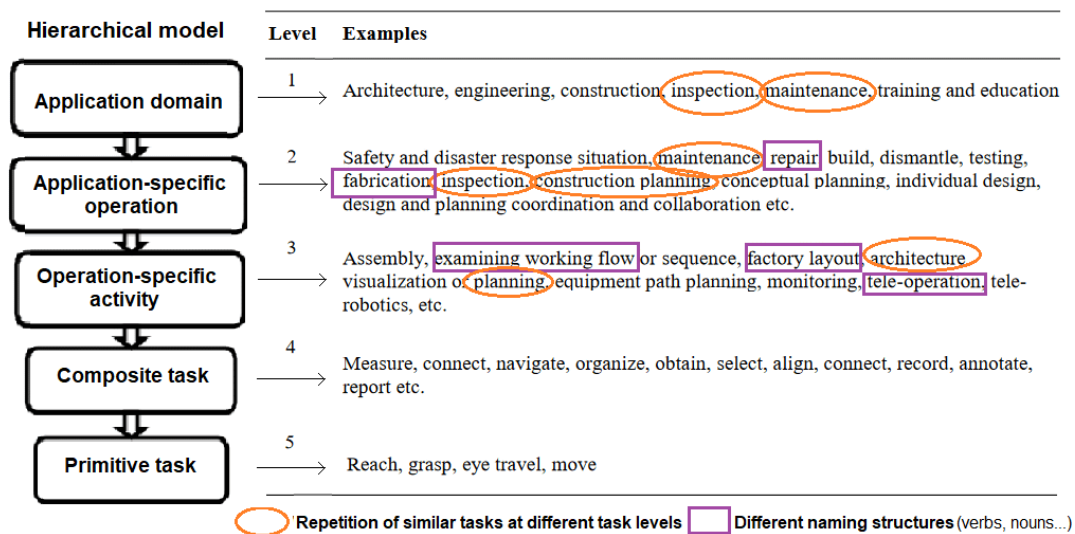 Hierarchical model
Level Examples
Application domain
1
Architecture, engineering, construction, inspection, maintenance, training and education
Application-specific
operation
2
Safety and disaster response situation, maintenance repair build, dismantle, testing,
fabrication inspection, construction planning, conceptual planning, individual design,
design and planning coordination and collaboration etc.
Operation-specific
activity
3
Assembly, examining working flow or sequence, factory layout, architecture
visualization or planning, equipment path planning, monitoring, tele-operation, tele-
robotics, etc.
Composite task
4
Measure, connect, navigate, organize, obtain, select, align, connect, record, annotate,
report etc.
Primitive task
5
Reach, grasp, eye travel, move
Repetition of similar tasks at different task levels
Different naming structures (verbs, nouns...)